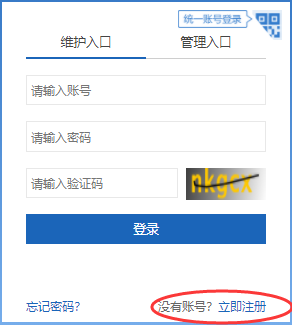 统一账号登录
维护入口 管理入口
请输入账号
请输入密码
请输入验证码 nkgcx
登录
忘记密码? 没有账号? 立即注册